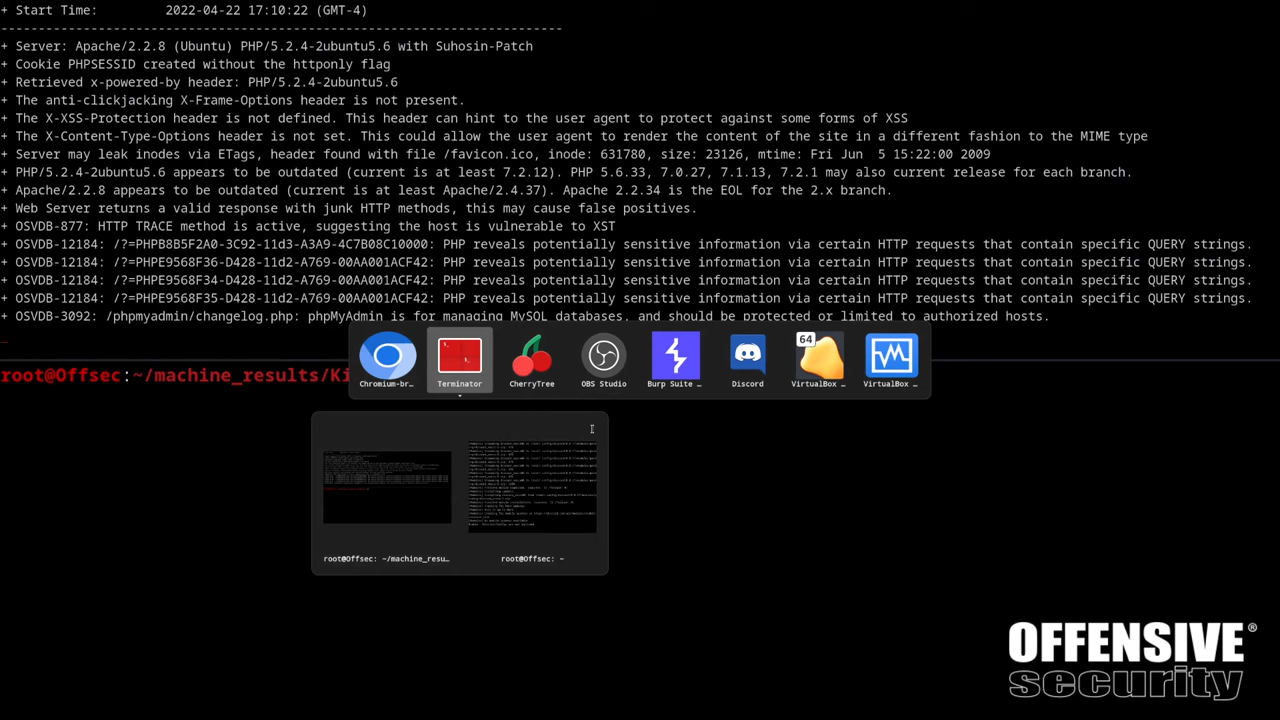 + Start Time:         2022-04-22 17:10:22 (GMT-4)
---------------------------------------------------------------------------
+ Server: Apache/2.2.8 (Ubuntu) PHP/5.2.4-2ubuntu5.6 with Suhosin-Patch
+ Cookie PHPSESSID created without the httponly flag
+ Retrieved x-powered-by header: PHP/5.2.4-2ubuntu5.6
+ The anti-clickjacking X-Frame-Options header is not present.
+ The X-XSS-Protection header is not defined. This header can hint to the user agent to protect against some forms of XSS
+ The X-Content-Type-Options header is not set. This could allow the user agent to render the content of the site in a different fashion to the MIME type
+ Server may leak inodes via ETags, header found with file /favicon.ico, inode: 631780, size: 23126, mtime: Fri Jun  5 15:22:00 2009
+ PHP/5.2.4-2ubuntu5.6 appears to be outdated (current is at least 7.2.12). PHP 5.6.33, 7.0.27, 7.1.13, 7.2.1 may also current release for each branch.
+ Apache/2.2.8 appears to be outdated (current is at least Apache/2.4.37). Apache 2.2.34 is the EOL for the 2.x branch.
+ Web Server returns a valid response with junk HTTP methods, this may cause false positives.
+ OSVDB-877: HTTP TRACE method is active, suggesting the host is vulnerable to XST
+ OSVDB-12184: /?=PHPB8B5F2A0-3C92-11d3-A3A9-4C7B08C10000: PHP reveals potentially sensitive information via certain HTTP requests that contain specific QUERY strings.
+ OSVDB-12184: /?=PHPE9568F36-D428-11d2-A769-00AA001ACF42: PHP reveals potentially sensitive information via certain HTTP requests that contain specific QUERY strings.
+ OSVDB-12184: /?=PHPE9568F34-D428-11d2-A769-00AA001ACF42: PHP reveals potentially sensitive information via certain HTTP requests that contain specific QUERY strings.
+ OSVDB-12184: /?=PHPE9568F35-D428-11d2-A769-00AA001ACF42: PHP reveals potentially sensitive information via certain HTTP requests that contain specific QUERY strings.
+ OSVDB-3092: /phpmyadmin/changelog.php: phpMyAdmin is for managing MySQL databases, and should be protected or limited to authorized hosts.
root@Offsec:~/machine_results/Ki
64
Chromium-br... Terminator CherryTree OBS Studio Burp Suite ... Discord VirtualBox ... VirtualBox ...
root@Offsec: ~/machine_resu... root@Offsec: ~
OFFENSIVE®
security